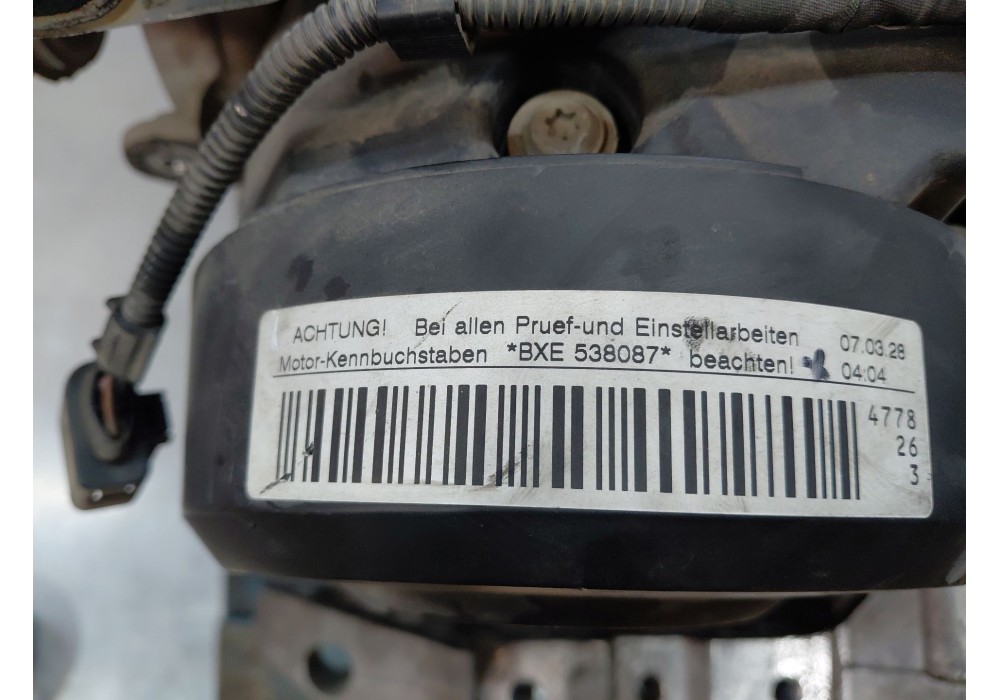 ACHTUNG! Bei allen Pruef-und Einstellarbeiten 07.03.28
Motor-Kennbuchstaben *BXE 538087* beachten! 04:04
4778
26
3